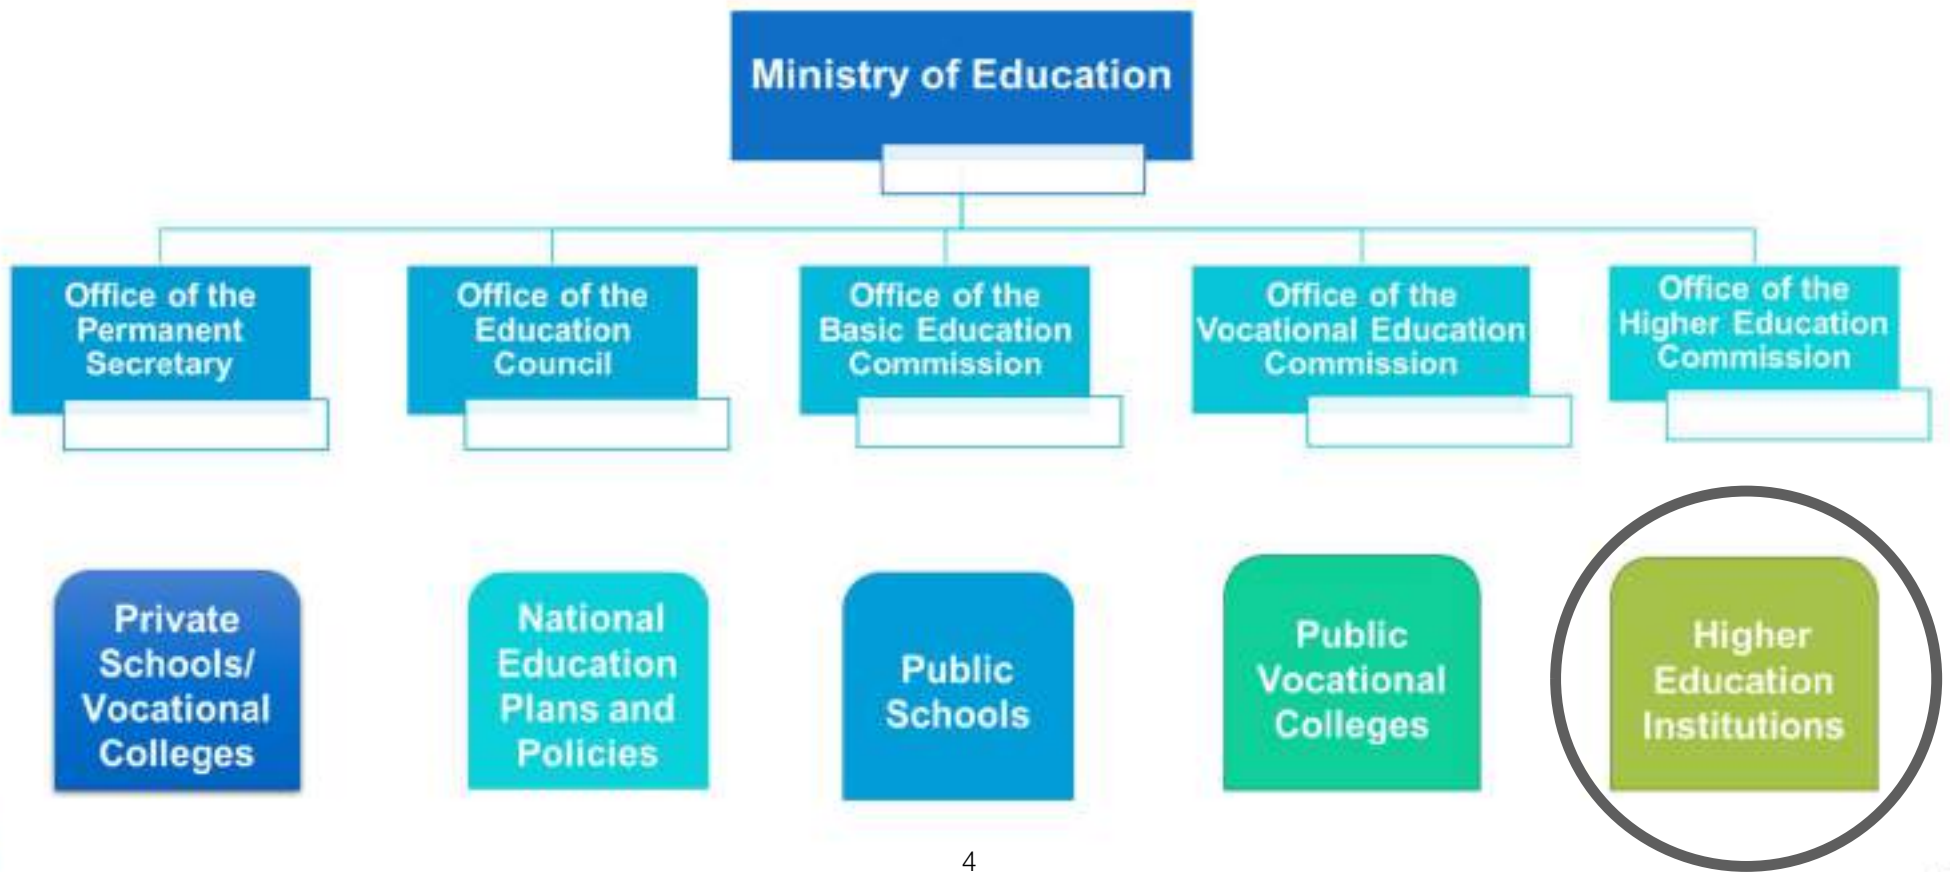 Ministry of Education
Office of the
Permanent
Secretary
Office of the
Education
Council
Office of the
Basic Education
Commission
Office of the
Vocational Education
Commission
Office of the
Higher Education
Commission
Private
Schools/
Vocational
Colleges
National
Education
Plans and
Policies
Public
Schools
Public
Vocational
Colleges
Higher
Education
Institutions
4